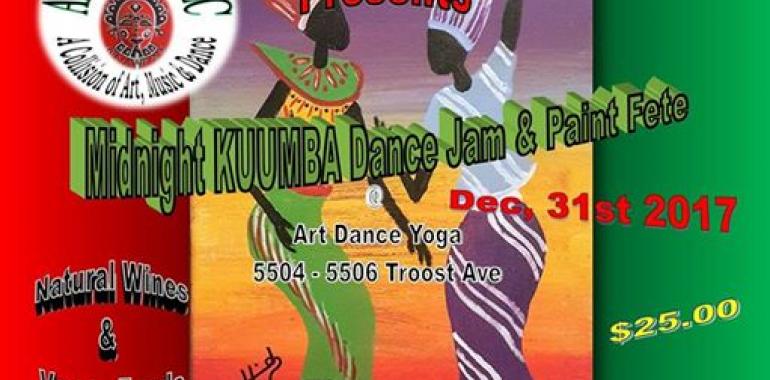 A Collision of Art, Music & Dance
Presents
Midnight KUUMBA Dance Jam & Paint Fete
@
Dec, 31st 2017
Art Dance Yoga
5504 - 5506 Troost Ave
Natural Wines
&
$25.00